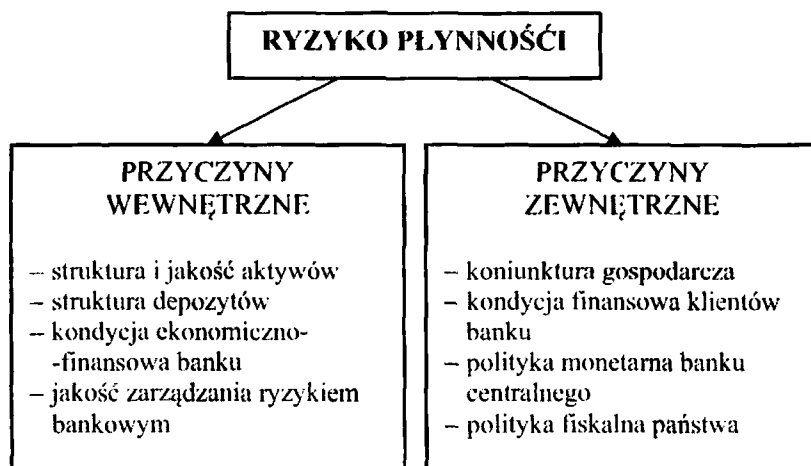 RYZYKO PŁYNNOŚĆI
PRZYCZYNY
WEWNĘTRZNE
– struktura i jakość aktywów
– struktura depozytów
– kondycja ekonomiczno-
-finansowa banku
– jakość zarządzania ryzykiem
bankowym
PRZYCZYNY
ZEWNĘTRZNE
– koniunktura gospodarcza
– kondycja finansowa klientów
banku
– polityka monetarna banku
centralnego
– polityka fiskalna państwa